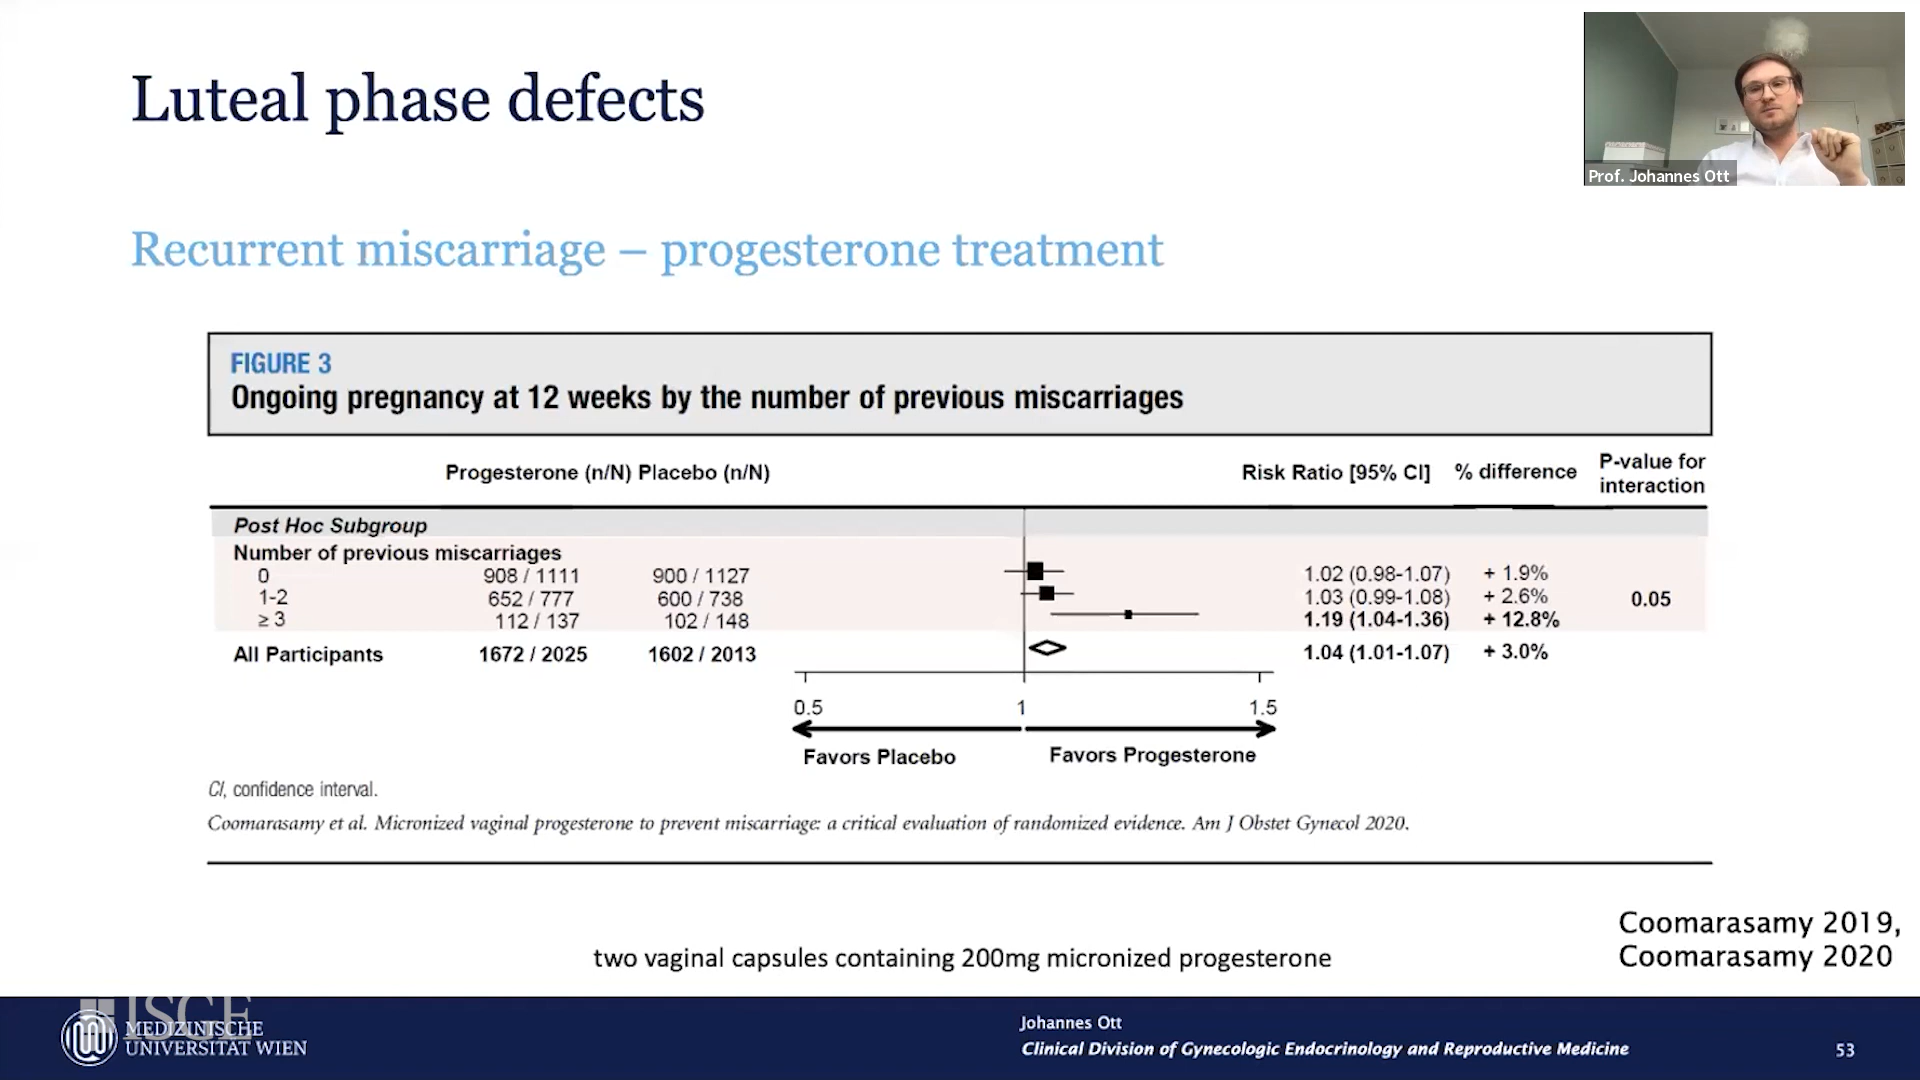 Luteal phase defects
Prof. Johannes Ott
Recurrent miscarriage – progesterone treatment
FIGURE 3
Ongoing pregnancy at 12 weeks by the number of previous miscarriages
Progesterone (n/N) Placebo (n/N) Risk Ratio [95% CI] % difference P-value for interaction
Post Hoc Subgroup
Number of previous miscarriages
0 908 / 1111 900 / 1127 1.02 (0.98-1.07) + 1.9%
1-2 652 / 777 600 / 738 1.03 (0.99-1.08) + 2.6% 0.05
≥ 3 112 / 137 102 / 148 1.19 (1.04-1.36) + 12.8%
All Participants 1672 / 2025 1602 / 2013 1.04 (1.01-1.07) + 3.0%
0.5 1 1.5
Favors Placebo Favors Progesterone
CI, confidence interval.
Coomarasamy et al. Micronized vaginal progesterone to prevent miscarriage: a critical evaluation of randomized evidence. Am J Obstet Gynecol 2020.
Coomarasamy 2019,
Coomarasamy 2020
two vaginal capsules containing 200mg micronized progesterone
ISGE
MEDIZINISCHE
UNIVERSITÄT WIEN
Johannes Ott
Clinical Division of Gynecologic Endocrinology and Reproductive Medicine
53